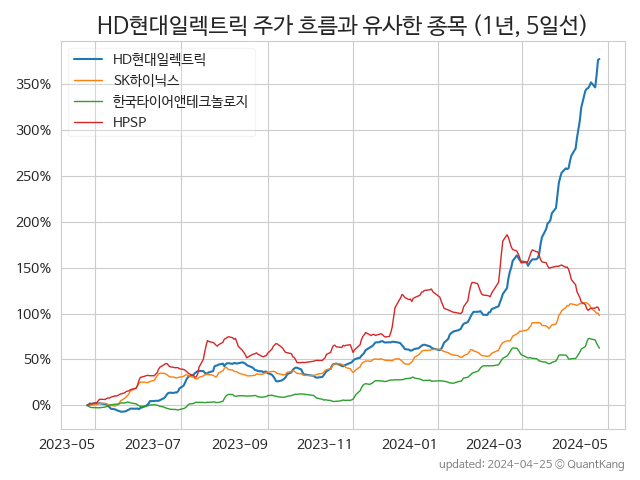 HD현대일렉트릭 주가 흐름과 유사한 종목 (1년, 5일선)
HD현대일렉트릭
SK하이닉스
한국타이어앤테크놀로지
HPSP
350%
300%
250%
200%
150%
100%
50%
0%
2023-05 2023-07 2023-09 2023-11 2024-01 2024-03 2024-05
updated: 2024-04-25 © QuantKang